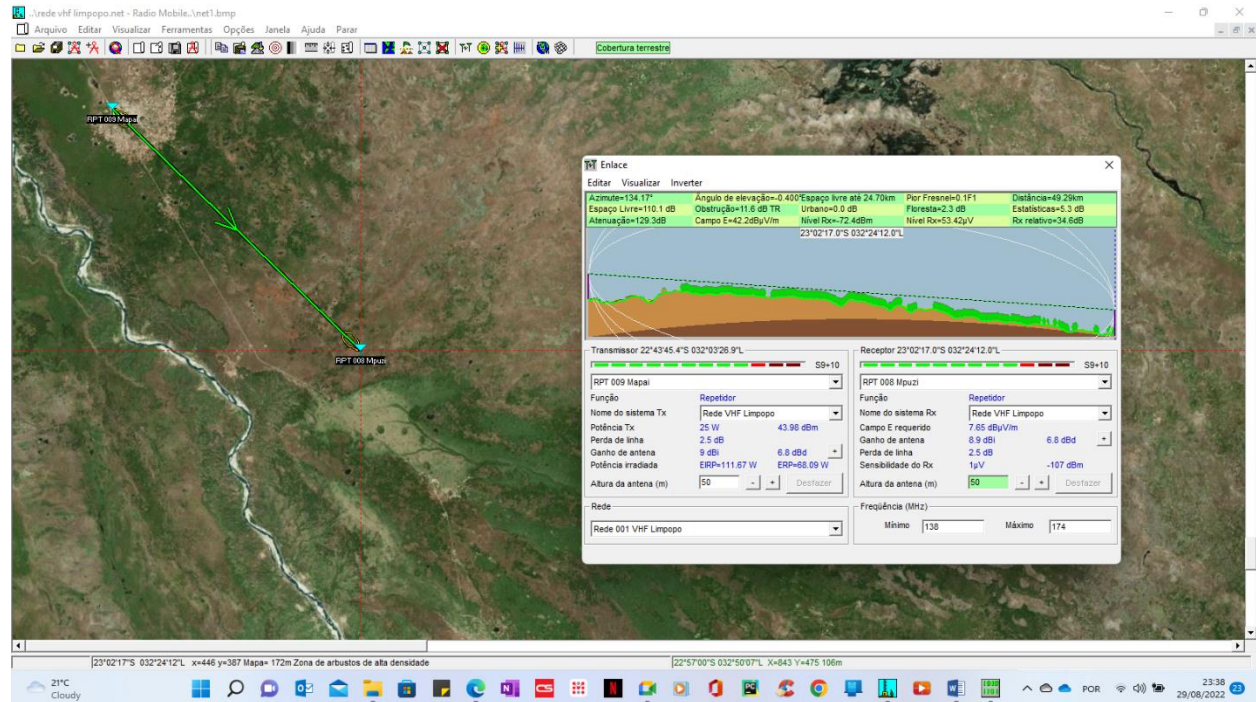 ..\rede vhf limpopo.net - Radio Mobile..\net1.bmp
Arquivo Editar Visualizar Ferramentas Opções Janela Ajuda Parar
Cobertura terrestre
RPT 009 Mapai
RPT 008 Mpuzi
Enlace
Editar Visualizar Inverter
Azimute=134.17° Ângulo de elevação=-0.400° Espaço livre até 24.70km Pior Fresnel=0.1F1 Distância=49.29km
Espaço Livre=110.1 dB Obstrução=11.6 dB TR Urbano=0.0 dB Floresta=2.3 dB Estatísticas=5.3 dB
Atenuação=129.3dB Campo E=42.2dBµV/m Nível Rx=-72.4dBm Nível Rx=53.42µV Rx relativo=34.6dB
23°02'17.0"S 032°24'12.0"L
Transmissor 22°43'45.4"S 032°03'26.9"L
S9+10
RPT 009 Mapai
Função Repetidor
Nome do sistema Tx Rede VHF Limpopo
Potência Tx 25 W 43.98 dBm
Perda de linha 2.5 dB
Ganho de antena 9 dBi 6.8 dBd +
Potência irradiada EIRP=111.67 W ERP=68.09 W
Altura da antena (m) 50 - + Desfazer
Receptor 23°02'17.0"S 032°24'12.0"L
S9+10
RPT 008 Mpuzi
Função Repetidor
Nome do sistema Rx Rede VHF Limpopo
Campo E requerido 7.65 dBµV/m
Ganho de antena 8.9 dBi 6.8 dBd +
Perda de linha 2.5 dB
Sensibilidade do Rx 1µV -107 dBm
Altura da antena (m) 50 - + Desfazer
Rede
Rede 001 VHF Limpopo
Freqüência (MHz)
Mínimo 138 Máximo 174
23°02'17"S 032°24'12"L x=446 y=387 Mapa= 172m Zona de arbustos de alta densidade
22°57'00"S 032°50'07"L X=843 Y=475 106m
21°C
Cloudy
POR
23:38
29/08/2022
23